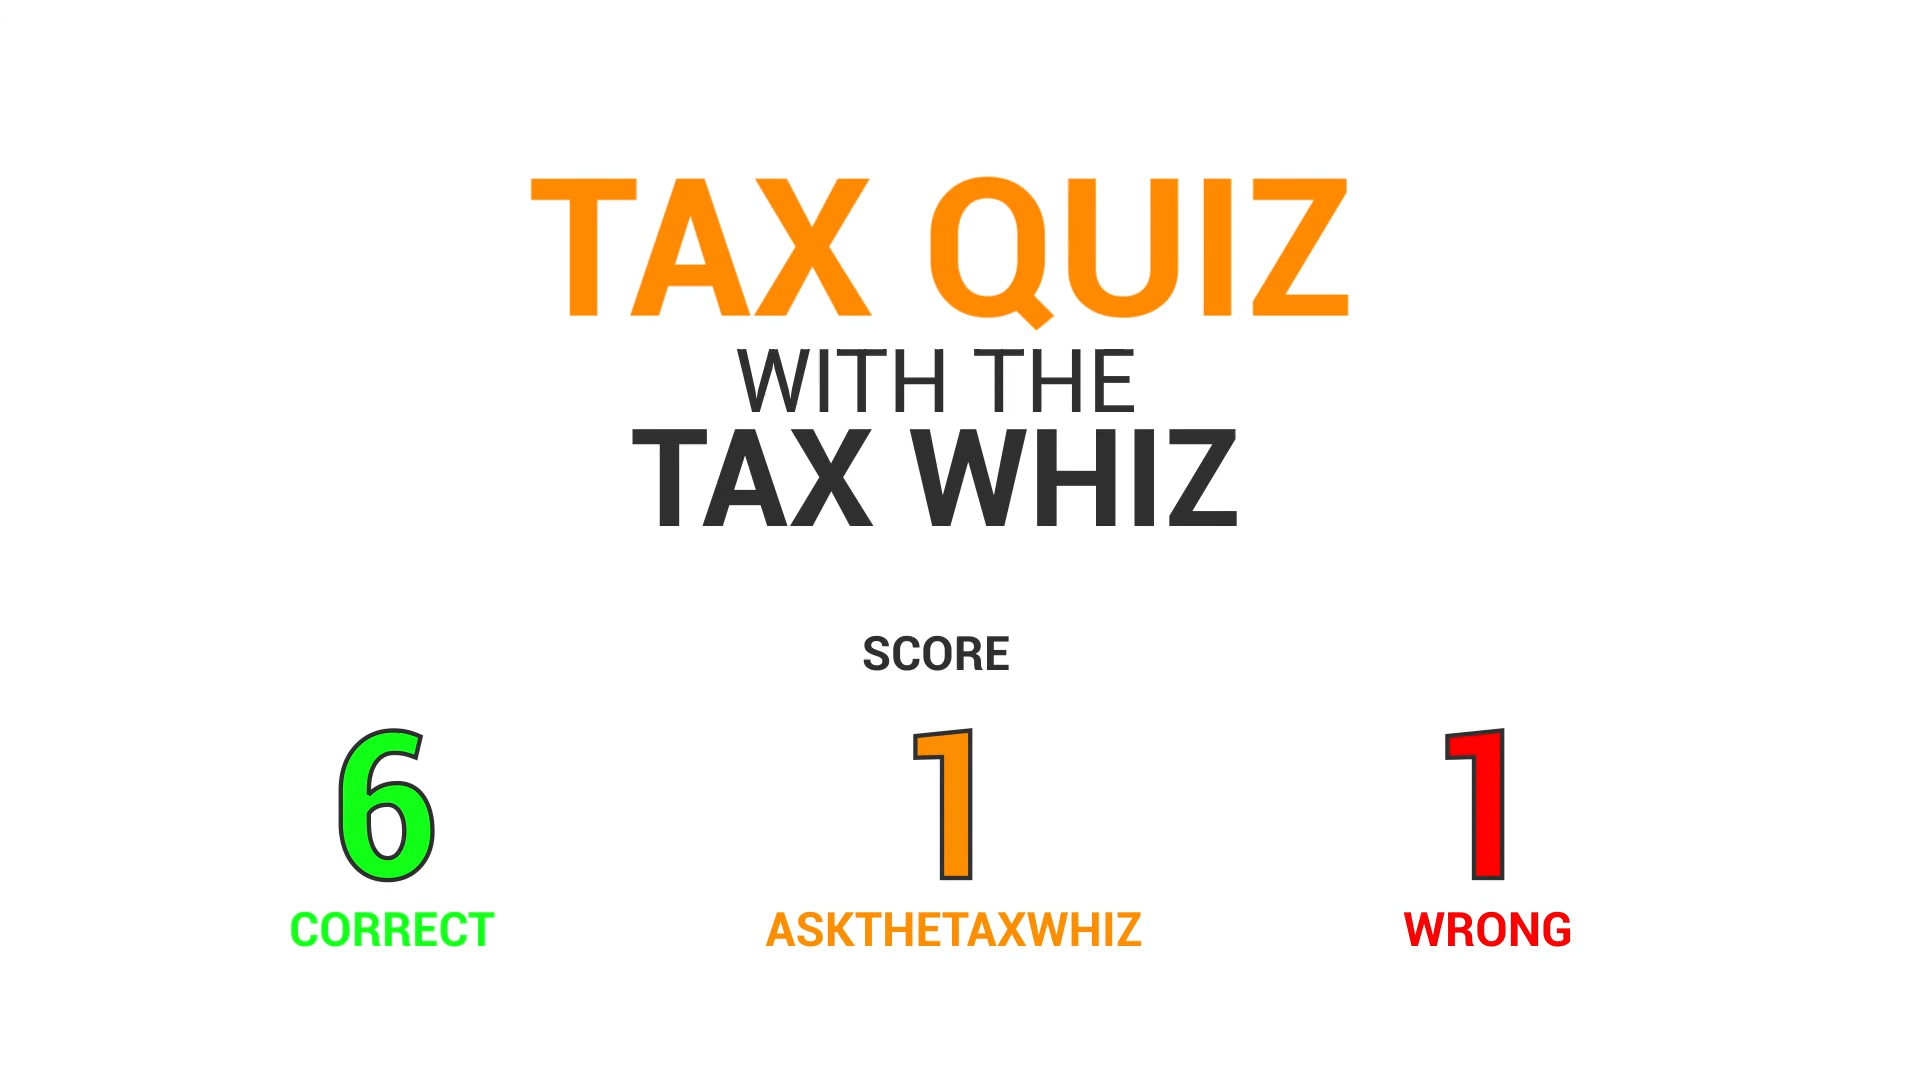 TAX QUIZ
WITH THE
TAX WHIZ
SCORE
6 1 1
CORRECT ASKTHETAXWHIZ WRONG